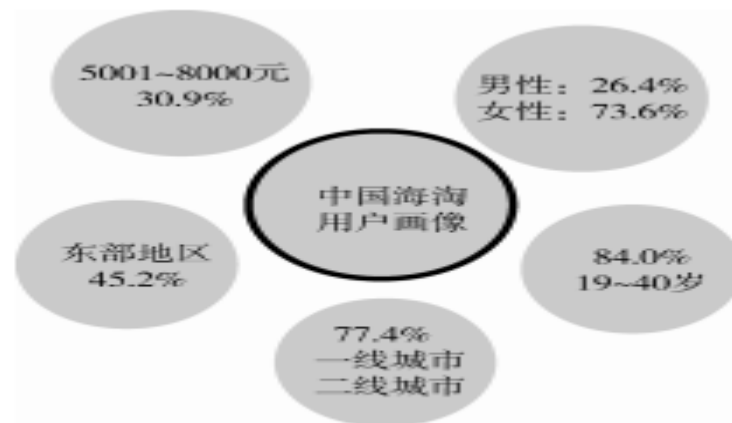 5001~8000元
30.9%
男性：26.4%
女性：73.6%
中国海淘
用户画像
东部地区
45.2%
84.0%
19~40岁
77.4%
一线城市
二线城市